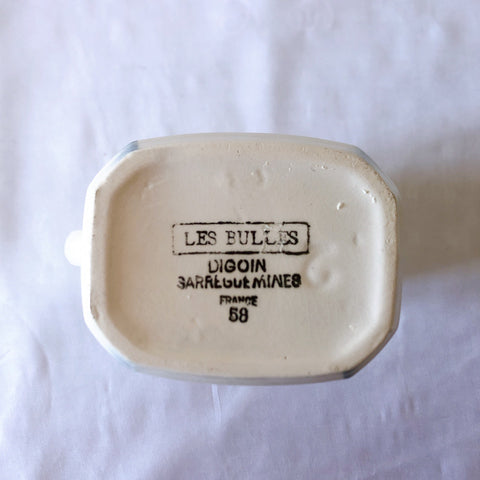 LES BULLES
DIGOIN
SARREGUEMINES
FRANCE
58